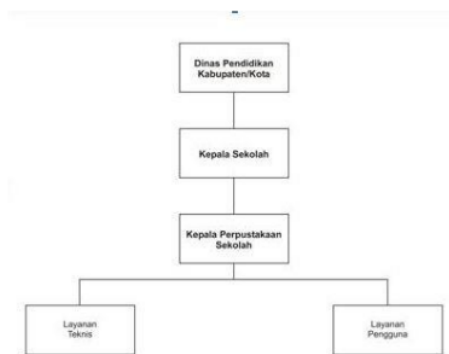 Dinas Pendidikan
Kabupaten/Kota
Kepala Sekolah
Kepala Perpustakaan
Sekolah
Layanan
Teknis
Layanan
Pengguna